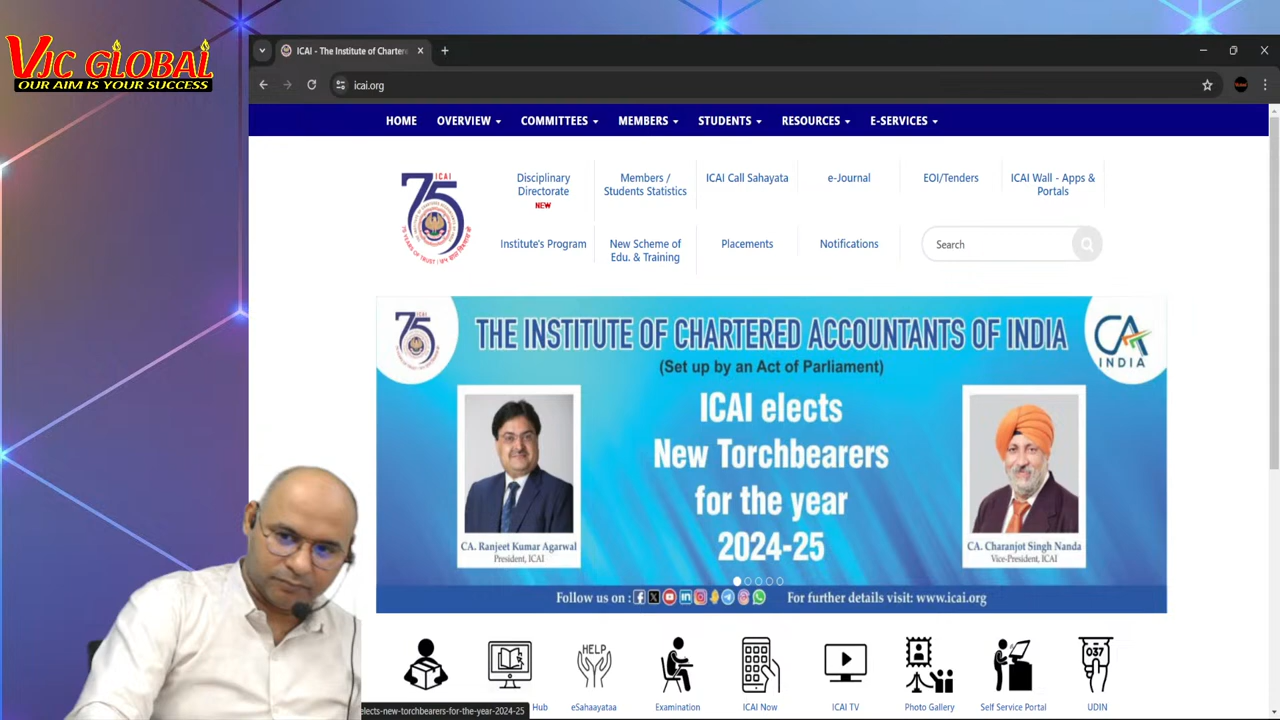 VJC GLOBAL
OUR AIM IS YOUR SUCCESS
ICAI - The Institute of Chartere
icai.org
HOME OVERVIEW COMMITTEES MEMBERS STUDENTS RESOURCES E-SERVICES
ICAI
75
Disciplinary
Directorate
NEW
Members /
Students Statistics
ICAI Call Sahayata
e-Journal
EOI/Tenders
ICAI Wall - Apps &
Portals
Institute's Program
New Scheme of
Edu. & Training
Placements
Notifications
Search
75
THE INSTITUTE OF CHARTERED ACCOUNTANTS OF INDIA
(Set up by an Act of Parliament)
CA
INDIA
ICAI elects
New Torchbearers
for the year
2024-25
CA. Ranjeet Kumar Agarwal
President, ICAI
CA. Charanjot Singh Nanda
Vice-President, ICAI
Follow us on :
For further details visit: www.icai.org
HELP
037
elects-new-torchbearers-for-the-year-2024-25
Hub
eSahaayataa
Examination
ICAI Now
ICAI TV
Photo Gallery
Self Service Portal
UDIN